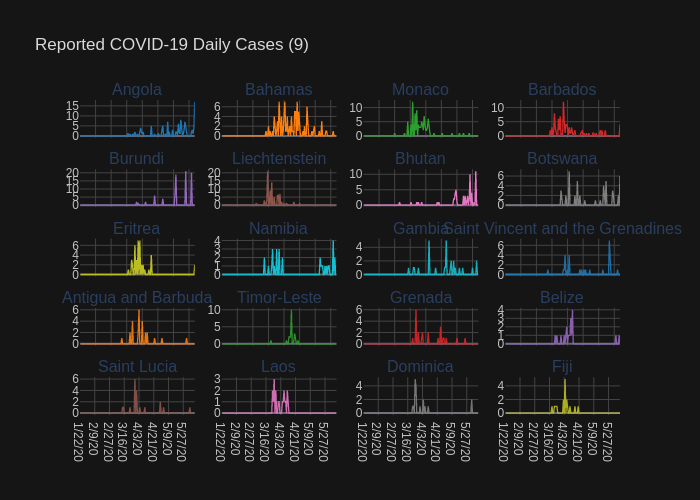 Reported COVID-19 Daily Cases (9)
Angola Bahamas Monaco Barbados
15 10 5 0 6 4 2 0 10 5 0 10 5 0
Burundi Liechtenstein Bhutan Botswana
20 15 10 5 0 20 15 10 5 0 10 5 0 6 4 2 0
Eritrea Namibia Gambia Saint Vincent and the Grenadines
6 4 2 0 4 3 2 1 0 4 2 0 6 4 2 0
Antigua and Barbuda Timor-Leste Grenada Belize
6 4 2 0 10 5 0 6 4 2 0 4 3 2 1 0
Saint Lucia Laos Dominica Fiji
6 4 2 0 3 2 1 0 4 2 0 4 2 0
1/22/20 2/9/20 2/27/20 3/16/20 4/3/20 4/21/20 5/9/20 5/27/20 1/22/20 2/9/20 2/27/20 3/16/20 4/3/20 4/21/20 5/9/20 5/27/20 1/22/20 2/9/20 2/27/20 3/16/20 4/3/20 4/21/20 5/9/20 5/27/20 1/22/20 2/9/20 2/27/20 3/16/20 4/3/20 4/21/20 5/9/20 5/27/20